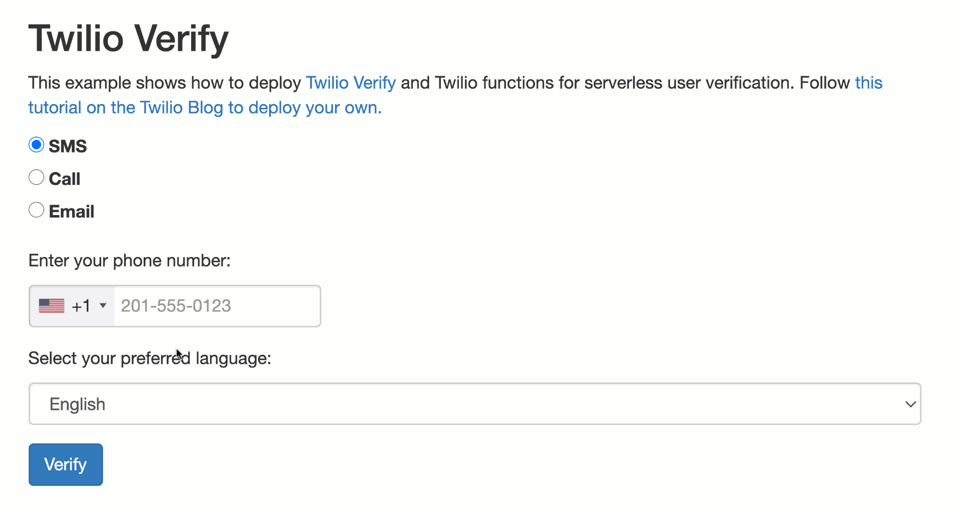 Twilio Verify
This example shows how to deploy Twilio Verify and Twilio functions for serverless user verification. Follow this
tutorial on the Twilio Blog to deploy your own.
SMS
Call
Email
Enter your phone number:
+1 201-555-0123
Select your preferred language:
English
Verify